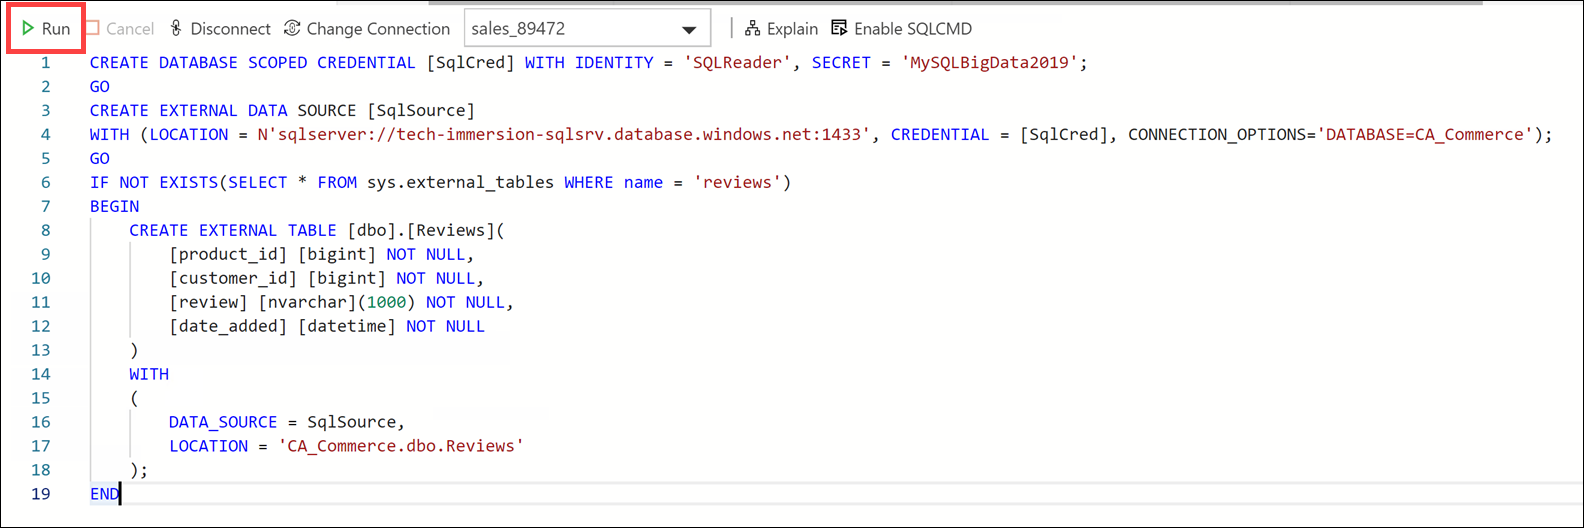 Run Cancel Disconnect Change Connection sales_89472 Explain Enable SQLCMD
1 CREATE DATABASE SCOPED CREDENTIAL [SqlCred] WITH IDENTITY = 'SQLReader', SECRET = 'MySQLBigData2019';
2 GO
3 CREATE EXTERNAL DATA SOURCE [SqlSource]
4 WITH (LOCATION = N'sqlserver://tech-immersion-sqlsrv.database.windows.net:1433', CREDENTIAL = [SqlCred], CONNECTION_OPTIONS='DATABASE=CA_Commerce');
5 GO
6 IF NOT EXISTS(SELECT * FROM sys.external_tables WHERE name = 'reviews')
7 BEGIN
8 CREATE EXTERNAL TABLE [dbo].[Reviews](
9 [product_id] [bigint] NOT NULL,
10 [customer_id] [bigint] NOT NULL,
11 [review] [nvarchar](1000) NOT NULL,
12 [date_added] [datetime] NOT NULL
13 )
14 WITH
15 (
16 DATA_SOURCE = SqlSource,
17 LOCATION = 'CA_Commerce.dbo.Reviews'
18 );
19 END